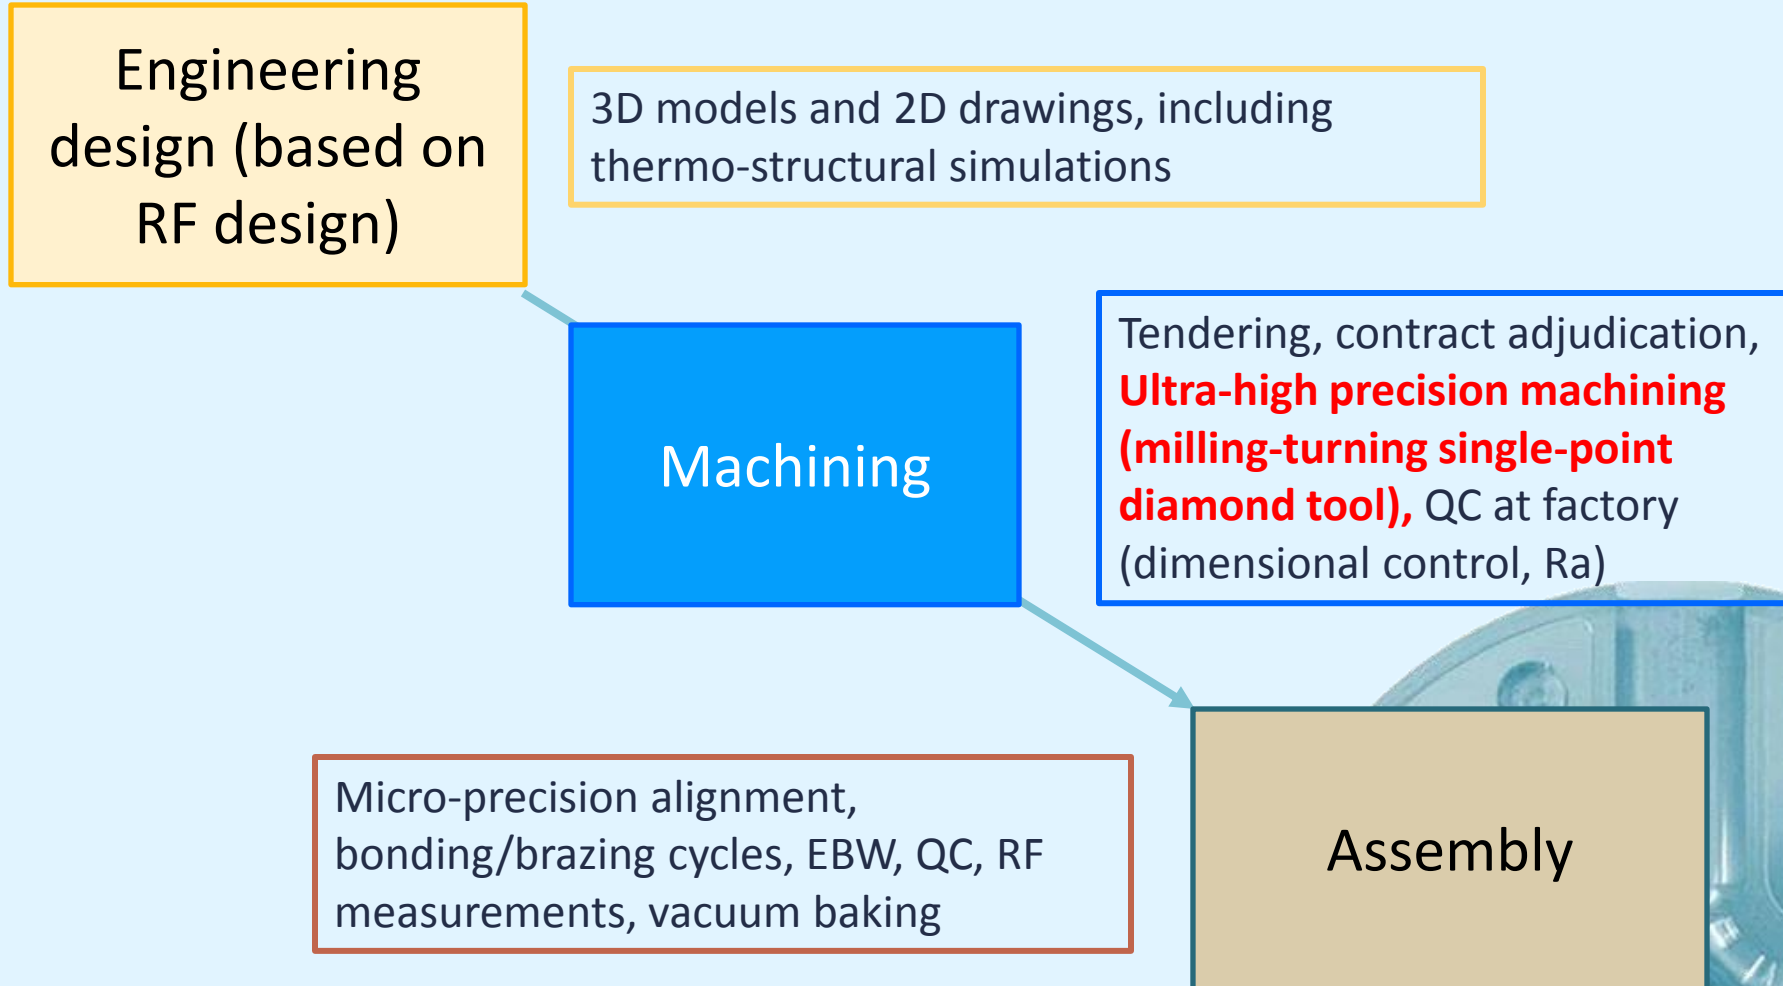 Engineering
design (based on
RF design)
3D models and 2D drawings, including
thermo-structural simulations
Machining
Tendering, contract adjudication,
Ultra-high precision machining
(milling-turning single-point
diamond tool), QC at factory
(dimensional control, Ra)
Micro-precision alignment,
bonding/brazing cycles, EBW, QC, RF
measurements, vacuum baking
Assembly